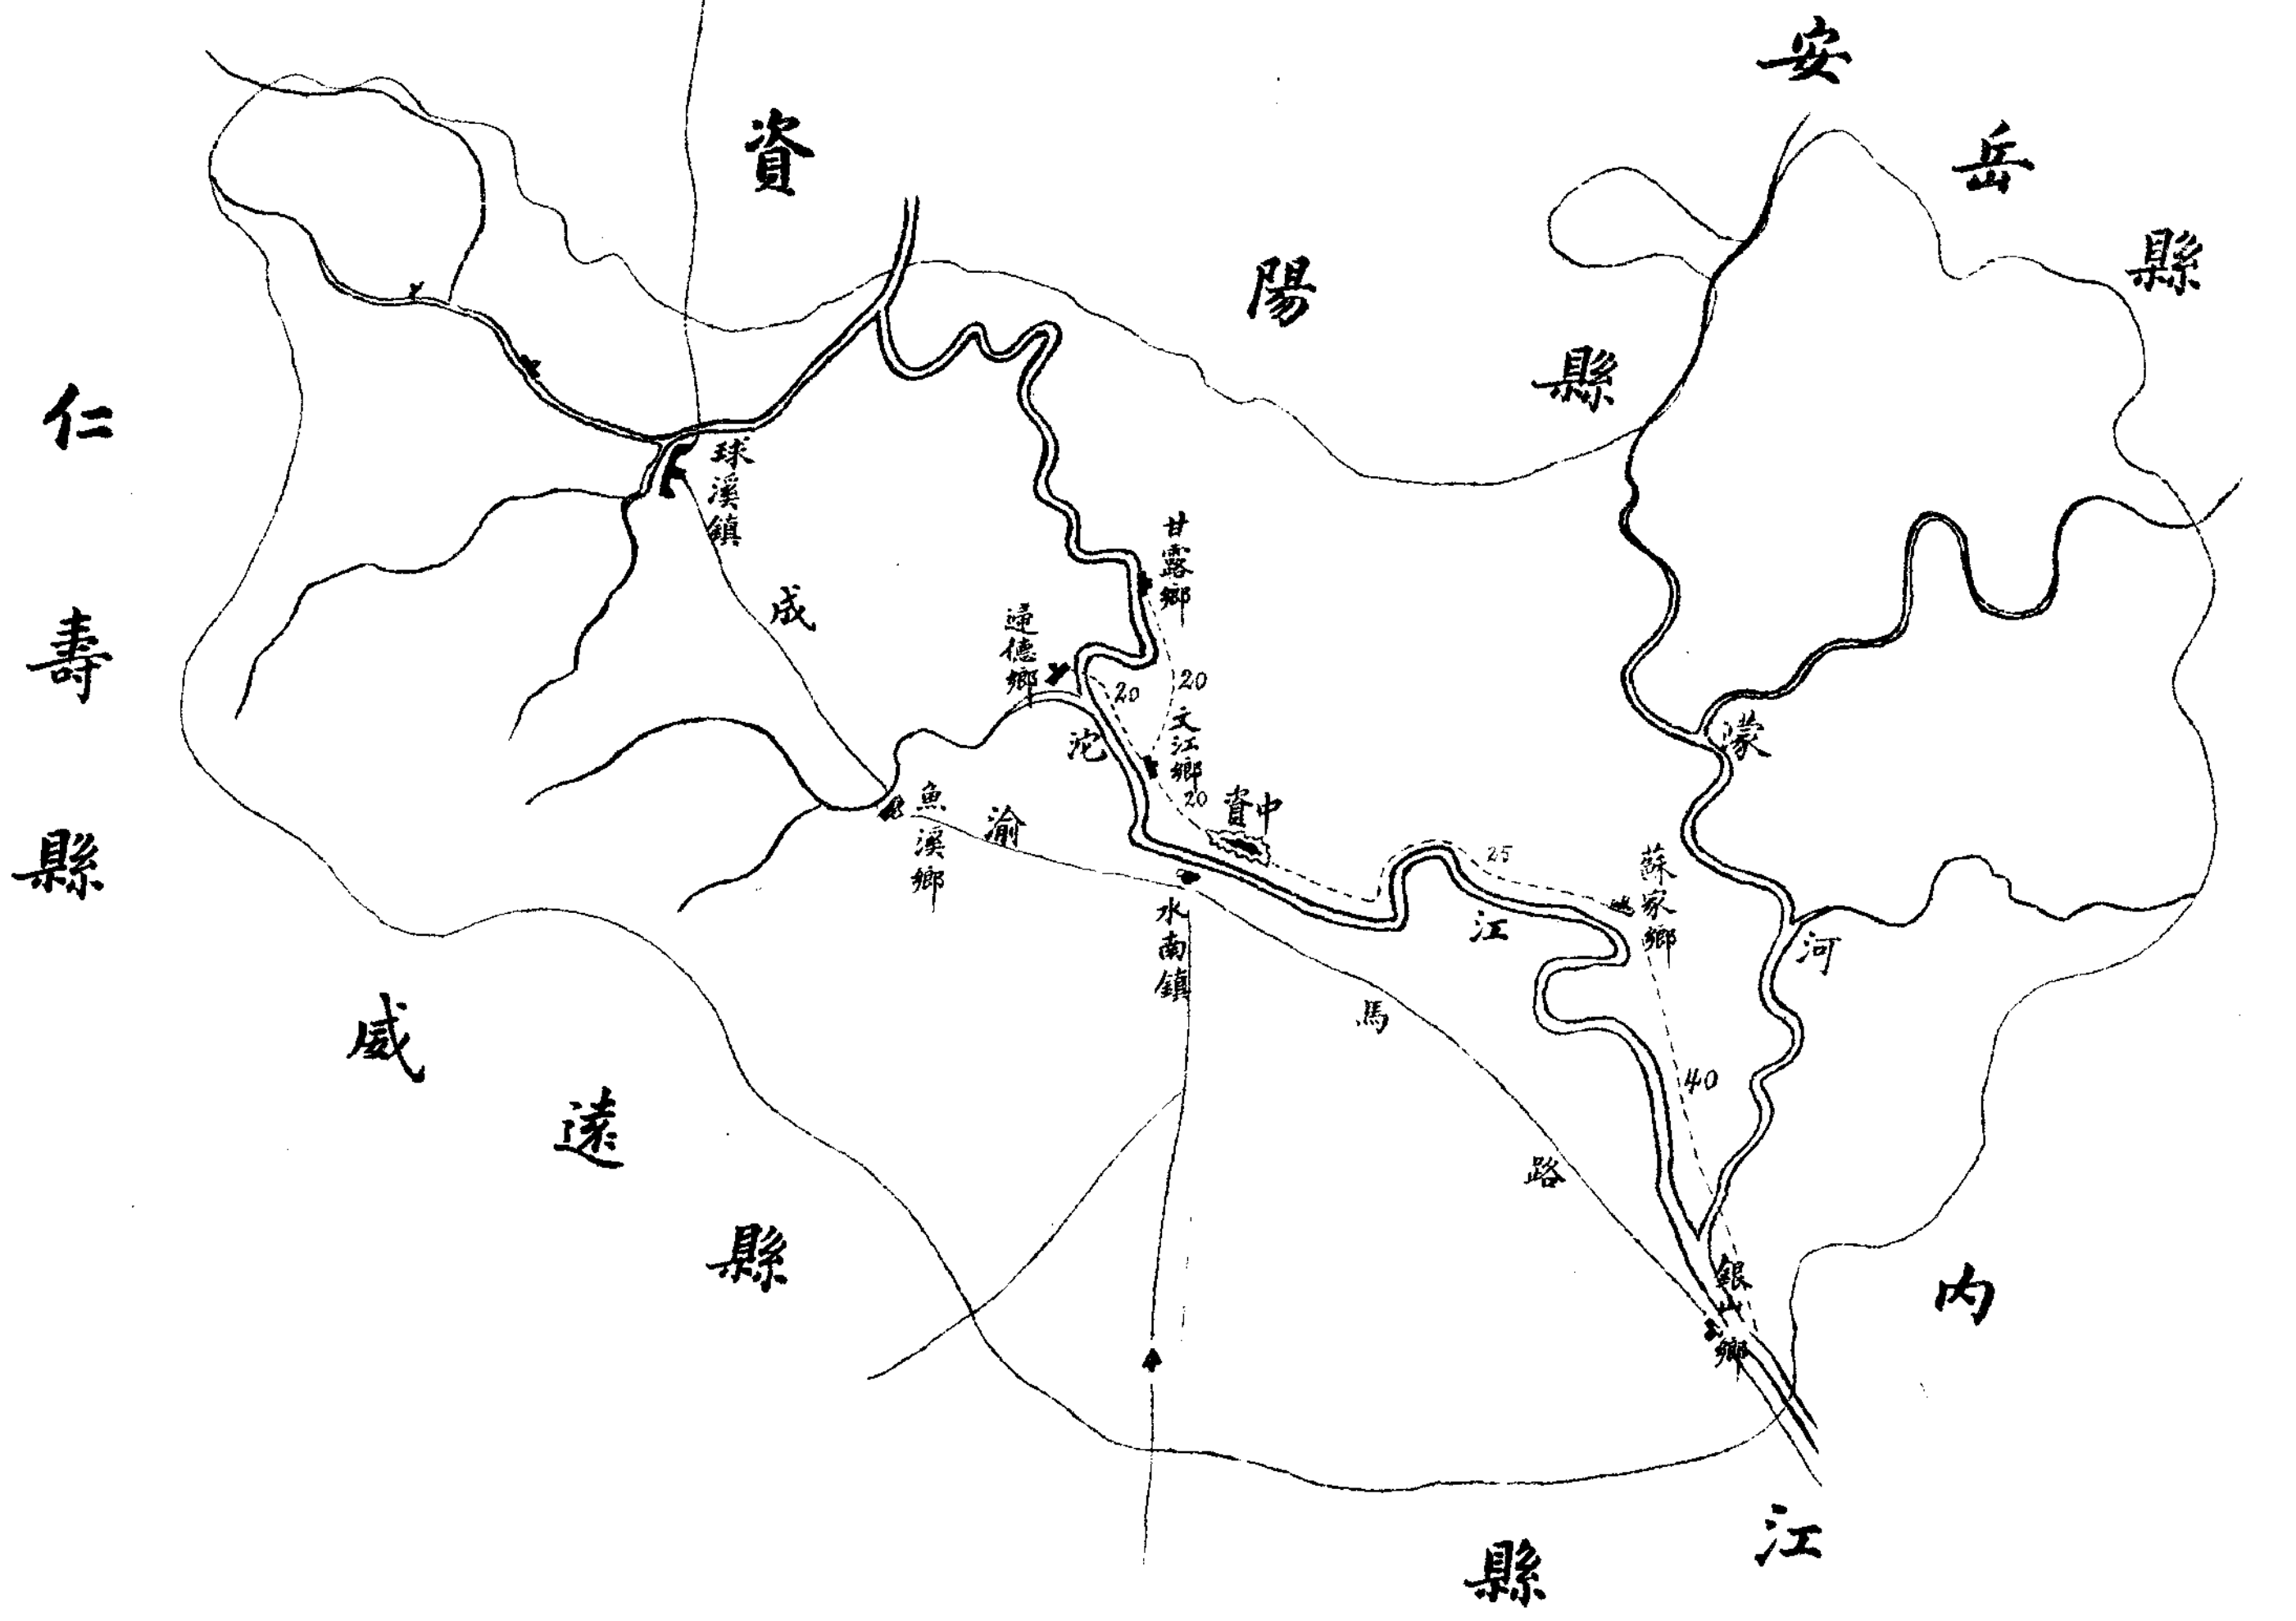 安岳縣
資陽縣
仁壽縣
威遠縣
內江縣
球溪鎮
甘露鄉
歸德鄉
20
20
文江鄉
20
資中
魚溪鄉
水南鎮
25
蘇家鄉
40
銀山鄉
成渝馬路
沱江
濛河